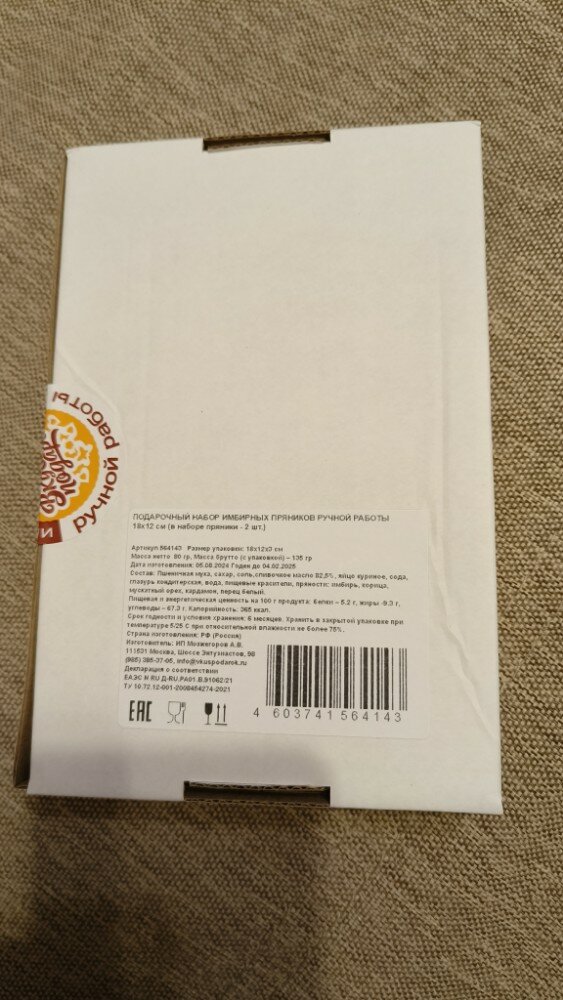 ручной работы
ПОДАРОЧНЫЙ НАБОР ИМБИРНЫХ ПРЯНИКОВ РУЧНОЙ РАБОТЫ
18х12 см (в наборе пряники - 2 шт.)
Артикул 564143 Размер упаковки: 18х12х3 см
Масса нетто 80 гр, Масса брутто (с упаковкой) – 135 гр
Дата изготовления: 05.08.2024 Годен до 04.02.2025
Состав: Пшеничная мука, сахар, соль, сливочное масло 82,5%, яйцо куриное, сода,
глазурь кондитерская, вода, пищевые красители, пряности: имбирь, корица,
мускатный орех, кардамон, перец белый.
Пищевая и энергетическая ценность на 100 г продукта: белки – 5.2 г, жиры -9.3 г,
углеводы – 67.3 г. Калорийность: 365 ккал.
Срок годности и условия хранения: 6 месяцев. Хранить в закрытой упаковке при
температуре 5/25 С при относительной влажности не более 75%.
Страна изготовления: РФ (Россия)
Изготовитель: ИП Мозжегоров А.В.
111531 Москва, Шоссе Энтузиастов, 98
(985) 385-37-05, info@vkuspodarok.ru
Декларация о соответствии
ЕАЭС N RU Д-RU.РА01.В.91062/21
ТУ 10.72.12-001-2008454274-2021
EAC
4 603741 564143